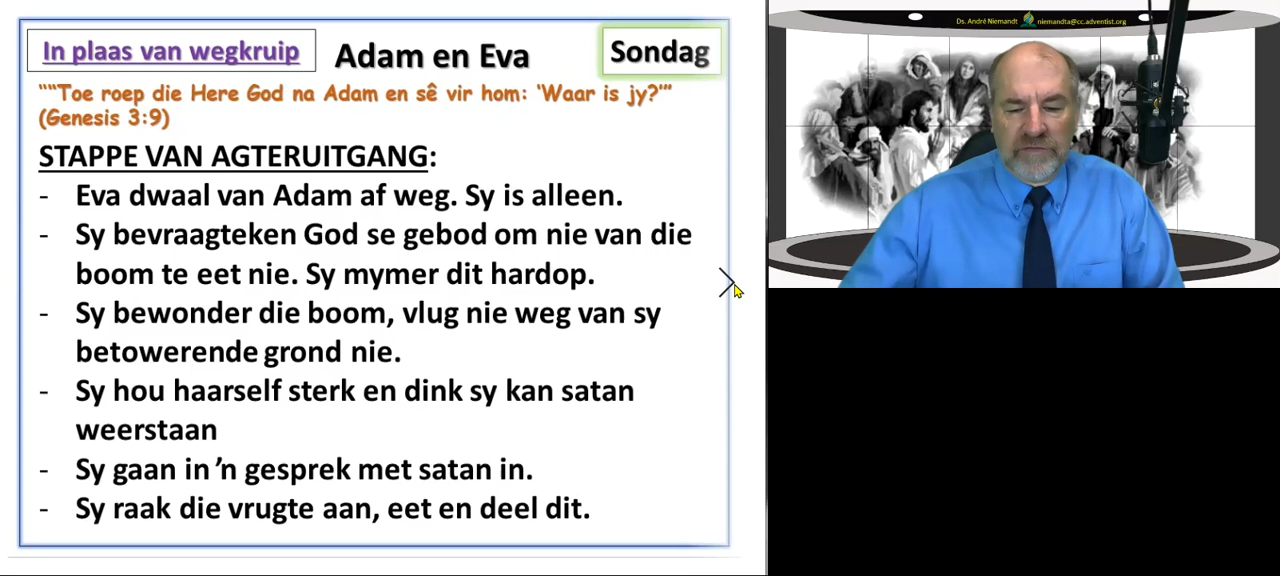 In plaas van wegkruip
Adam en Eva
Sondag
““Toe roep die Here God na Adam en sê vir hom: ‘Waar is jy?’”
(Genesis 3:9)
STAPPE VAN AGTERUITGANG:
- Eva dwaal van Adam af weg. Sy is alleen.
- Sy bevraagteken God se gebod om nie van die
boom te eet nie. Sy mymer dit hardop.
- Sy bewonder die boom, vlug nie weg van sy
betowerende grond nie.
- Sy hou haarself sterk en dink sy kan satan
weerstaan
- Sy gaan in ’n gesprek met satan in.
- Sy raak die vrugte aan, eet en deel dit.
Ds. André Niemandt niemandta@cc.adventist.org